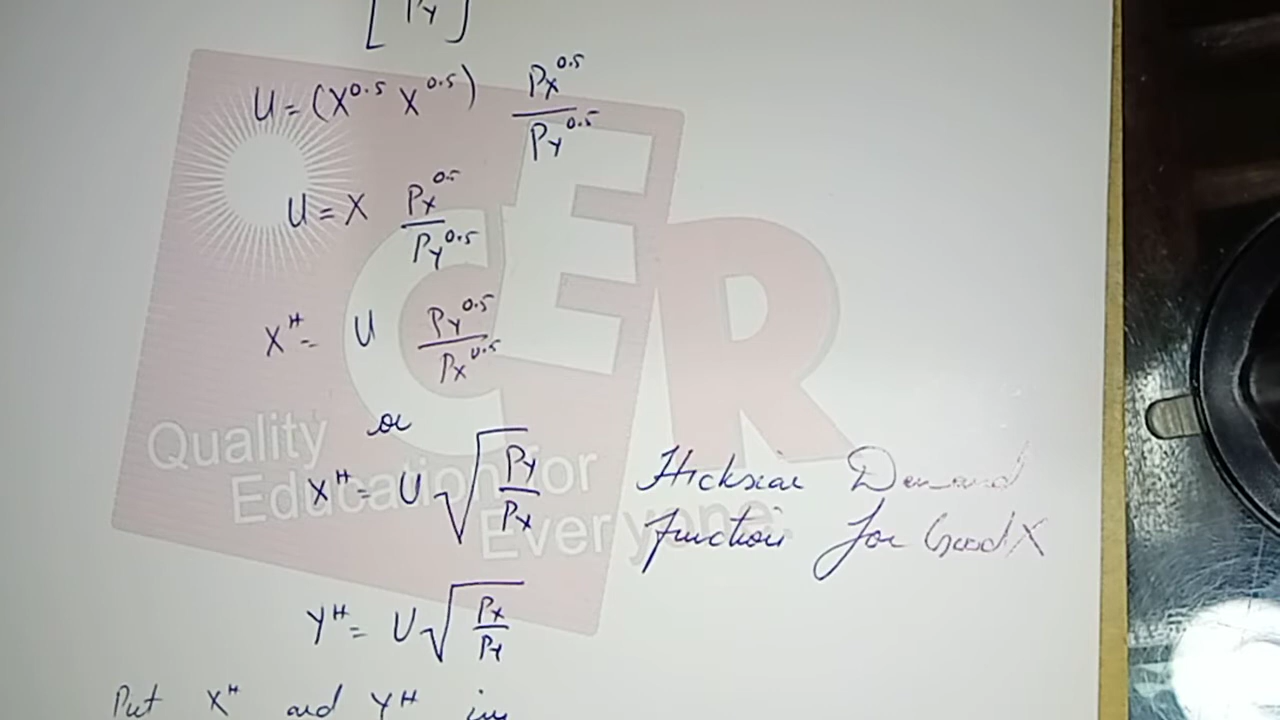 [PY]
U = (X^0.5 X^0.5) PX^0.5 / PY^0.5
U = X PX^0.5 / PY^0.5
X^H = U PY^0.5 / PX^0.5
or
X^H = U √(PY / PX) Hicksian Demand
function for Good X
Y^H = U √(PX / PY)
Put X^H and Y^H in
CER
Quality
Education for
Everyone.